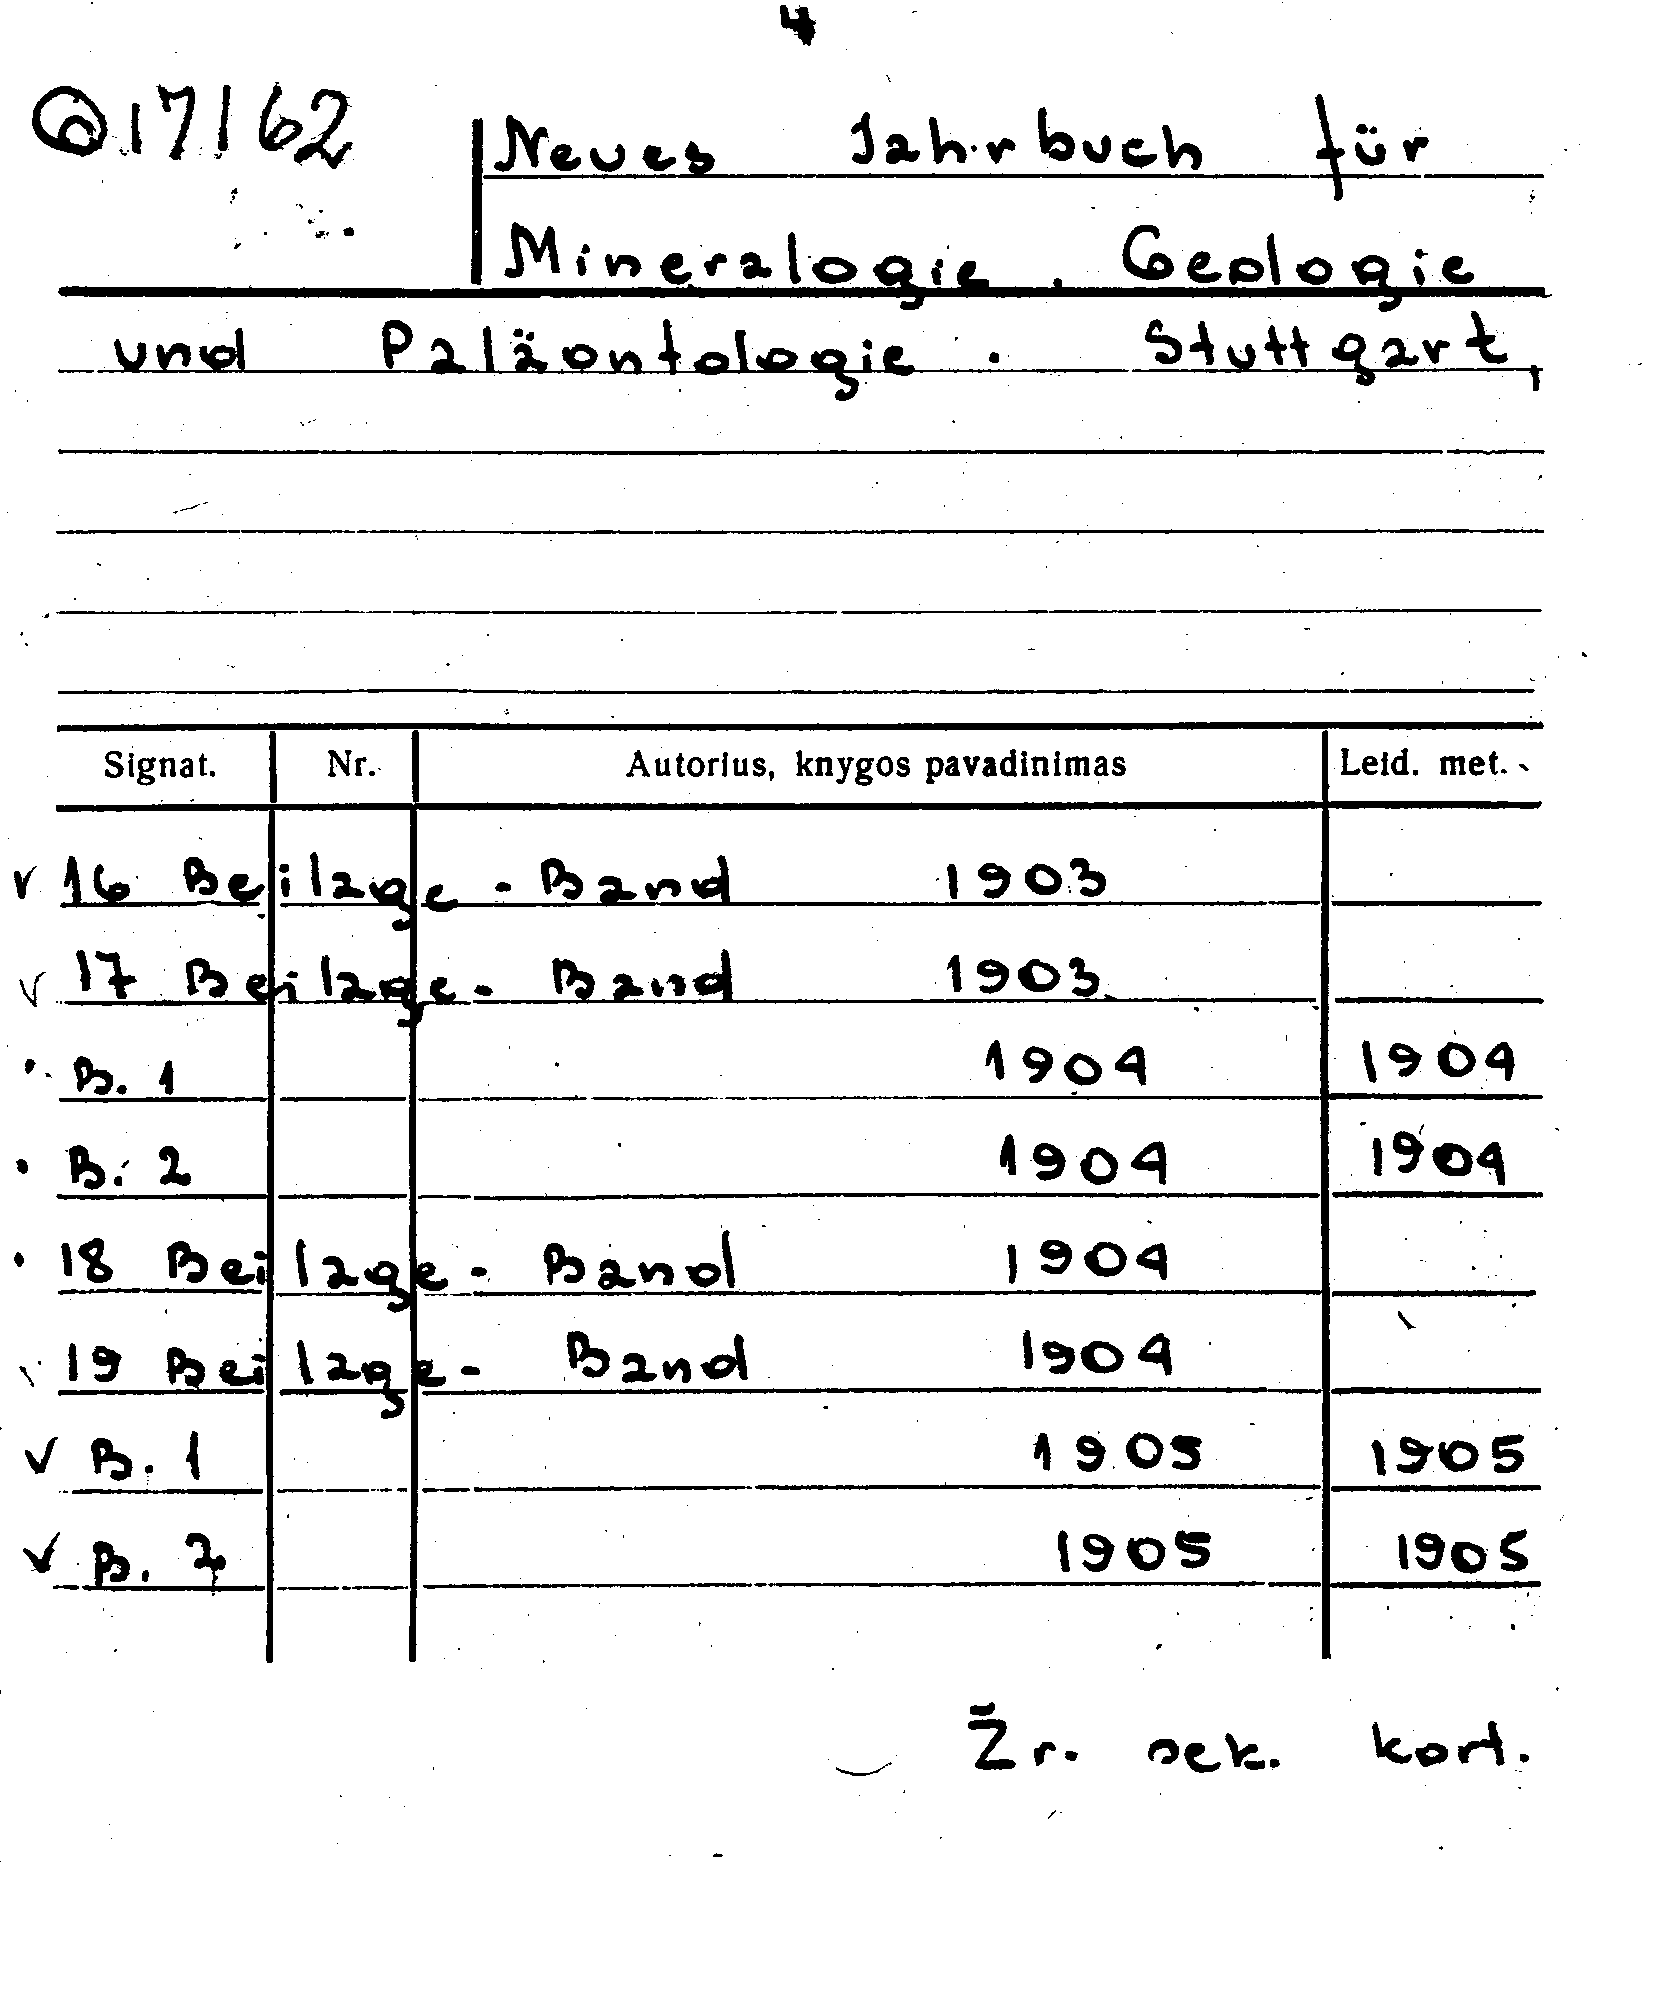 4
Q 17162
Neues Jahrbuch für
Mineralogie. Geologie
und Paläontologie. Stuttgart,
Signat. Nr. Autorius, knygos pavadinimas Leid. met.
v 16 Beilage-Band 1903
v 17 Beilage-Band 1903
B. 1 1904 1904
B. 2 1904 1904
18 Beilage-Band 1904
19 Beilage-Band 1904
v B. 1 1905 1905
v B. 2 1905 1905
Žr. sek. kort.